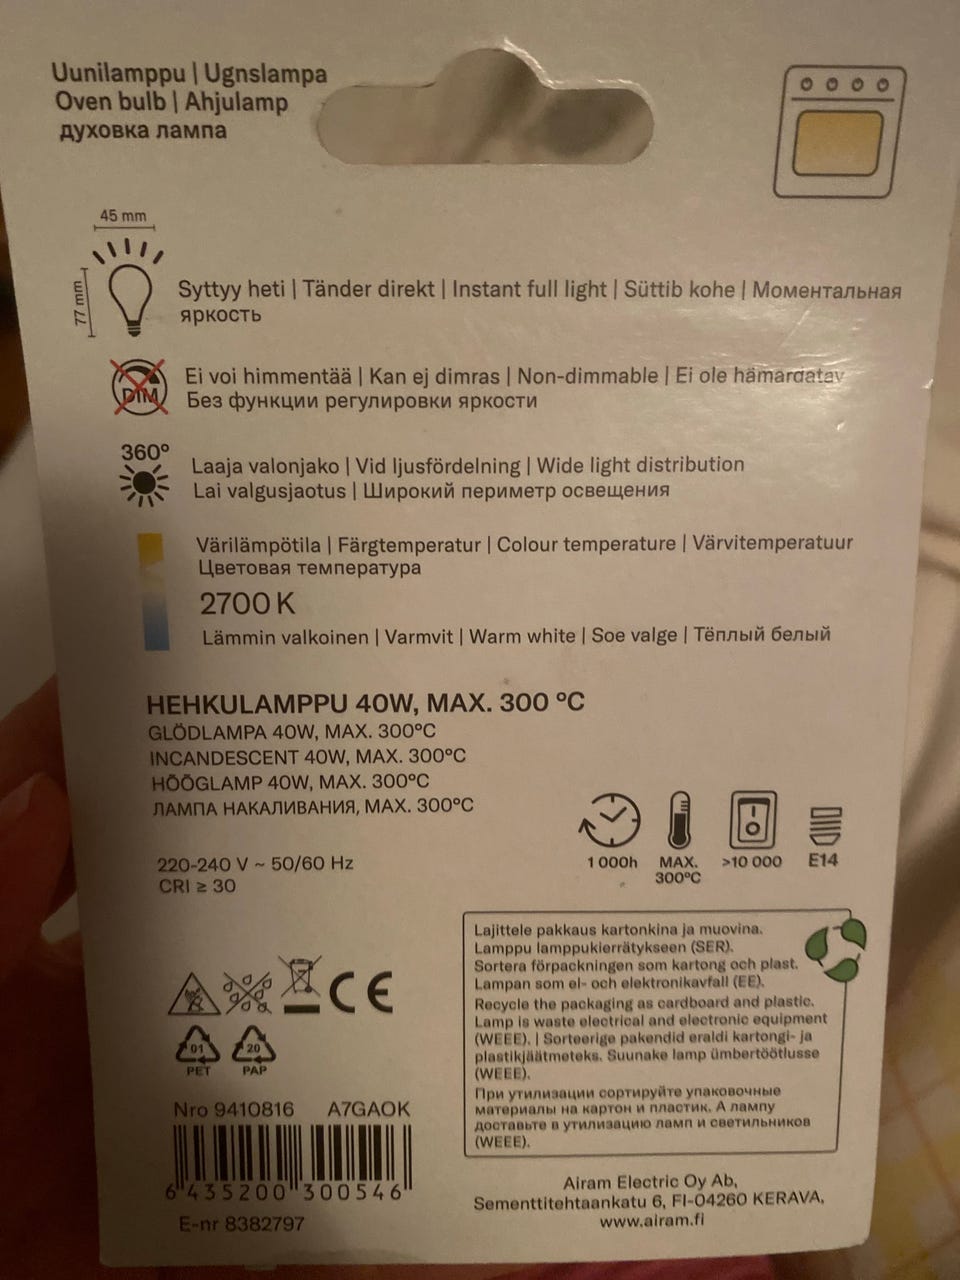 Uunilamppu | Ugnslampa
Oven bulb | Ahjulamp
духовка лампа
45 mm
77 mm
Syttyy heti | Tänder direkt | Instant full light | Süttib kohe | Моментальная
яркость
DIM
Ei voi himmentää | Kan ej dimras | Non-dimmable | Ei ole hämardatav
Без функции регулировки яркости
360°
Laaja valonjako | Vid ljusfördelning | Wide light distribution
Lai valgusjaotus | Широкий периметр освещения
Värilämpötila | Färgtemperatur | Colour temperature | Värvitemperatuur
Цветовая температура
2700 K
Lämmin valkoinen | Varmvit | Warm white | Soe valge | Тёплый белый
HEHKULAMPPU 40W, MAX. 300 °C
GLÖDLAMPA 40W, MAX. 300°C
INCANDESCENT 40W, MAX. 300°C
HÕÕGLAMP 40W, MAX. 300°C
ЛАМПА НАКАЛИВАНИЯ, MAX. 300°C
220-240 V ~ 50/60 Hz
CRI ≥ 30
1 000h
MAX.
300°C
>10 000
E14
Lajittele pakkaus kartonkina ja muovina.
Lamppu lamppukierrätykseen (SER).
Sortera förpackningen som kartong och plast.
Lampan som el- och elektronikavfall (EE).
Recycle the packaging as cardboard and plastic.
Lamp is waste electrical and electronic equipment
(WEEE). | Sorteerige pakendid eraldi kartongi- ja
plastikjäätmeteks. Suunake lamp ümbertöötlusse
(WEEE).
При утилизации сортируйте упаковочные
материалы на картон и пластик. А лампу
доставьте в утилизацию ламп и светильников
(WEEE).
CE
01
PET
20
PAP
Nro 9410816 A7GAOK
6 435200 300546
E-nr 8382797
Airam Electric Oy Ab,
Sementtitehtaankatu 6, FI-04260 KERAVA,
www.airam.fi